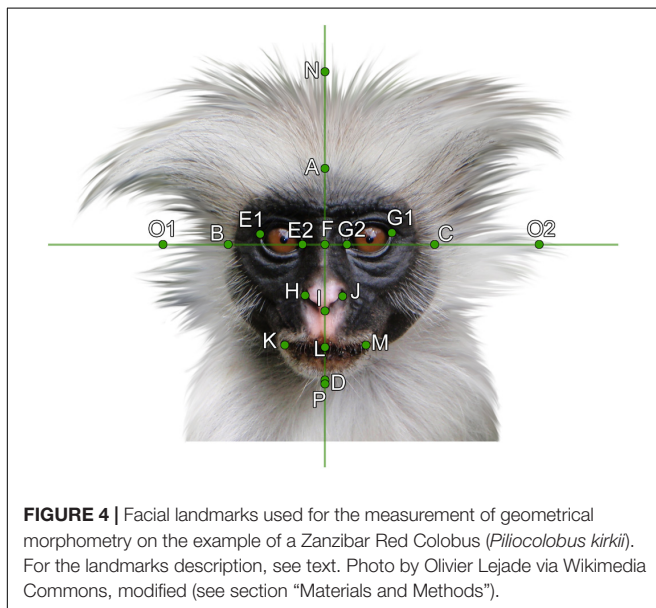 N
A
O1 B E1 E2 F G2 G1 C O2
H I J
K L M
D
P
FIGURE 4 | Facial landmarks used for the measurement of geometrical
morphometry on the example of a Zanzibar Red Colobus (Piliocolobus kirkii).
For the landmarks description, see text. Photo by Olivier Lejade via Wikimedia
Commons, modified (see section “Materials and Methods”).